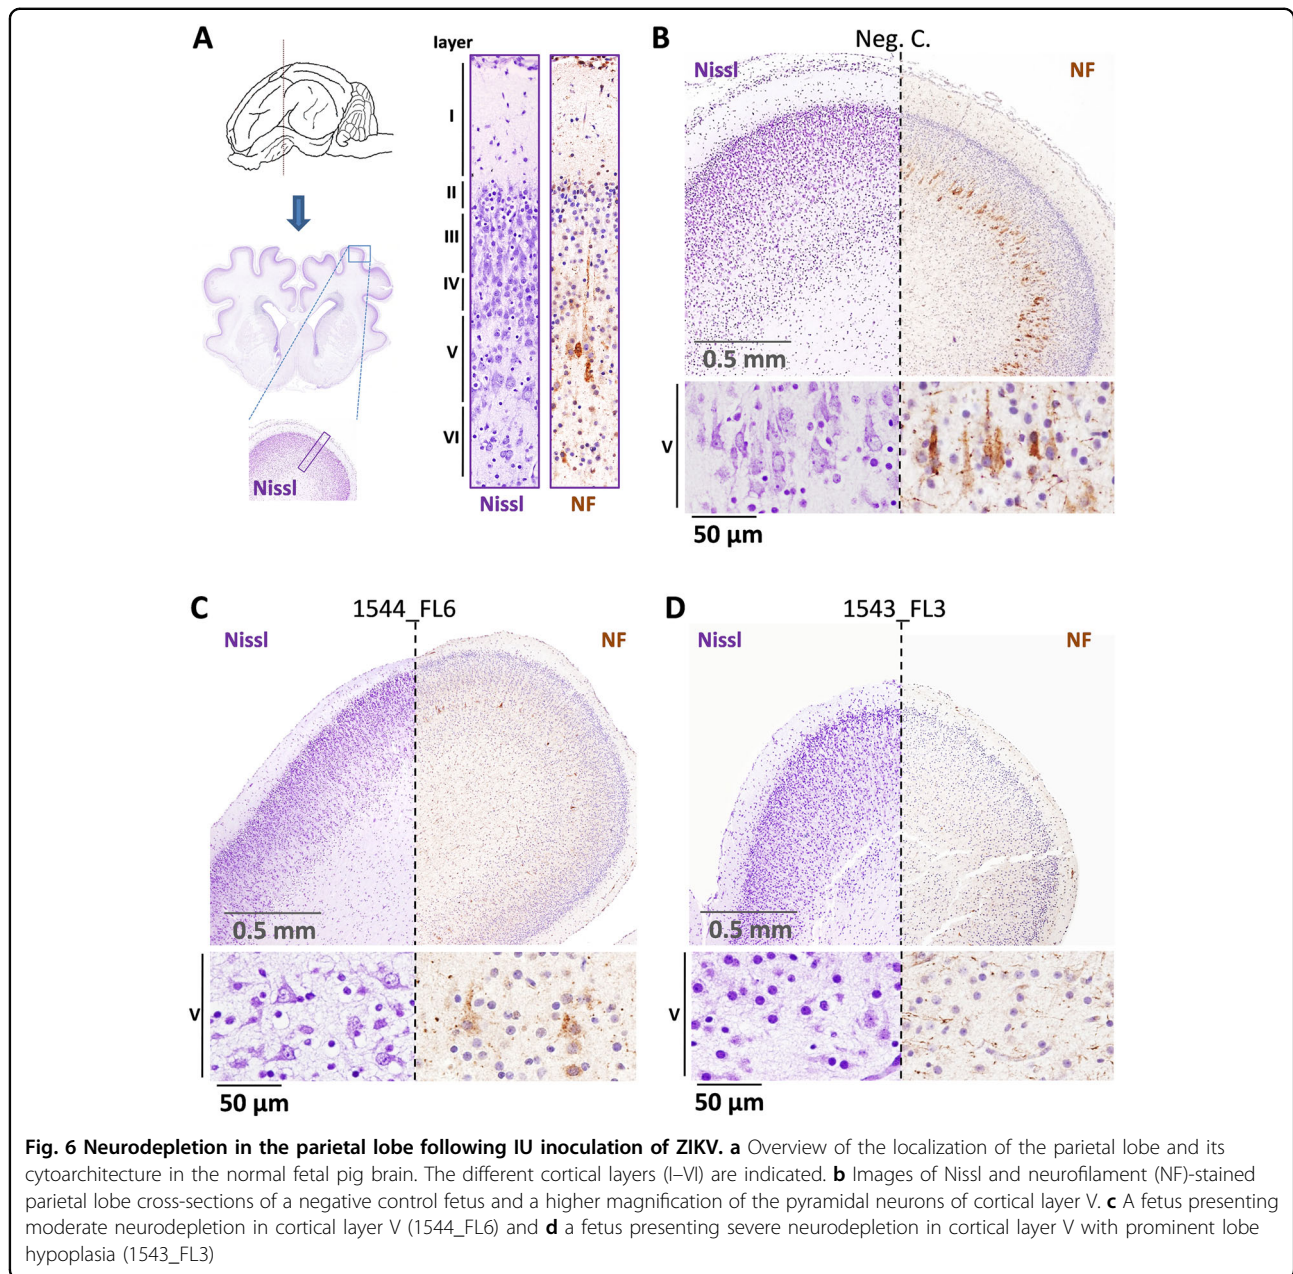 A
layer
I
II
III
IV
V
VI
Nissl
Nissl
NF
B
Neg. C.
Nissl
NF
0.5 mm
V
50 µm
C
1544_FL6
Nissl
NF
0.5 mm
V
50 µm
D
1543_FL3
Nissl
NF
0.5 mm
V
50 µm
Fig. 6 Neurodepletion in the parietal lobe following IU inoculation of ZIKV. a Overview of the localization of the parietal lobe and its
cytoarchitecture in the normal fetal pig brain. The different cortical layers (I–VI) are indicated. b Images of Nissl and neurofilament (NF)-stained
parietal lobe cross-sections of a negative control fetus and a higher magnification of the pyramidal neurons of cortical layer V. c A fetus presenting
moderate neurodepletion in cortical layer V (1544_FL6) and d a fetus presenting severe neurodepletion in cortical layer V with prominent lobe
hypoplasia (1543_FL3)